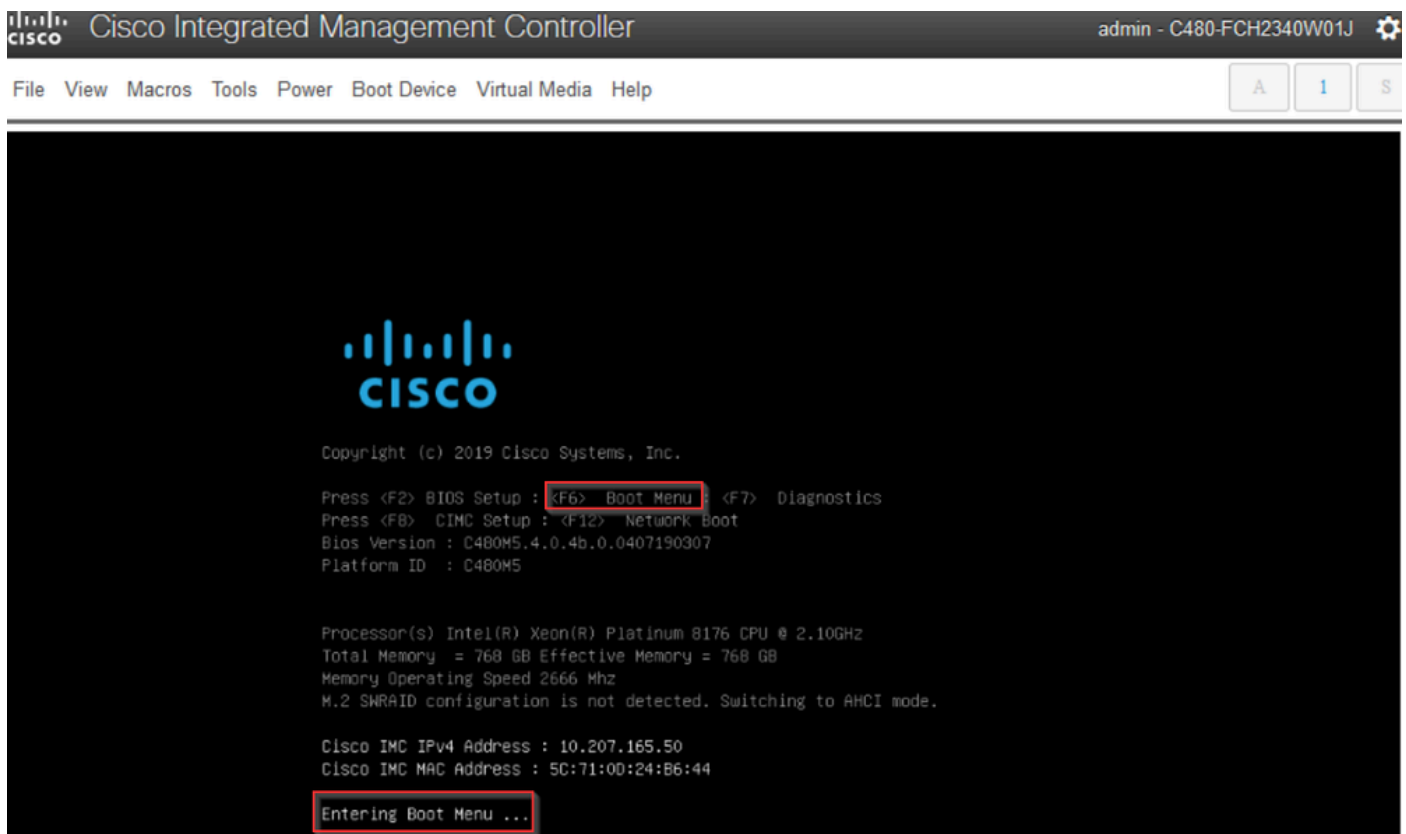 CISCO Cisco Integrated Management Controller admin - C480-FCH2340W01J
File View Macros Tools Power Boot Device Virtual Media Help A 1 S
CISCO
Copyright (c) 2019 Cisco Systems, Inc.
Press <F2> BIOS Setup : <F6> Boot Menu : <F7> Diagnostics
Press <F8> CIMC Setup : <F12> Network Boot
Bios Version : C480M5.4.0.4b.0.0407190307
Platform ID : C480M5
Processor(s) Intel(R) Xeon(R) Platinum 8176 CPU @ 2.10GHz
Total Memory = 768 GB Effective Memory = 768 GB
Memory Operating Speed 2666 Mhz
M.2 SWRAID configuration is not detected. Switching to AHCI mode.
Cisco IMC IPv4 Address : 10.207.165.50
Cisco IMC MAC Address : 5C:71:0D:24:B6:44
Entering Boot Menu ...